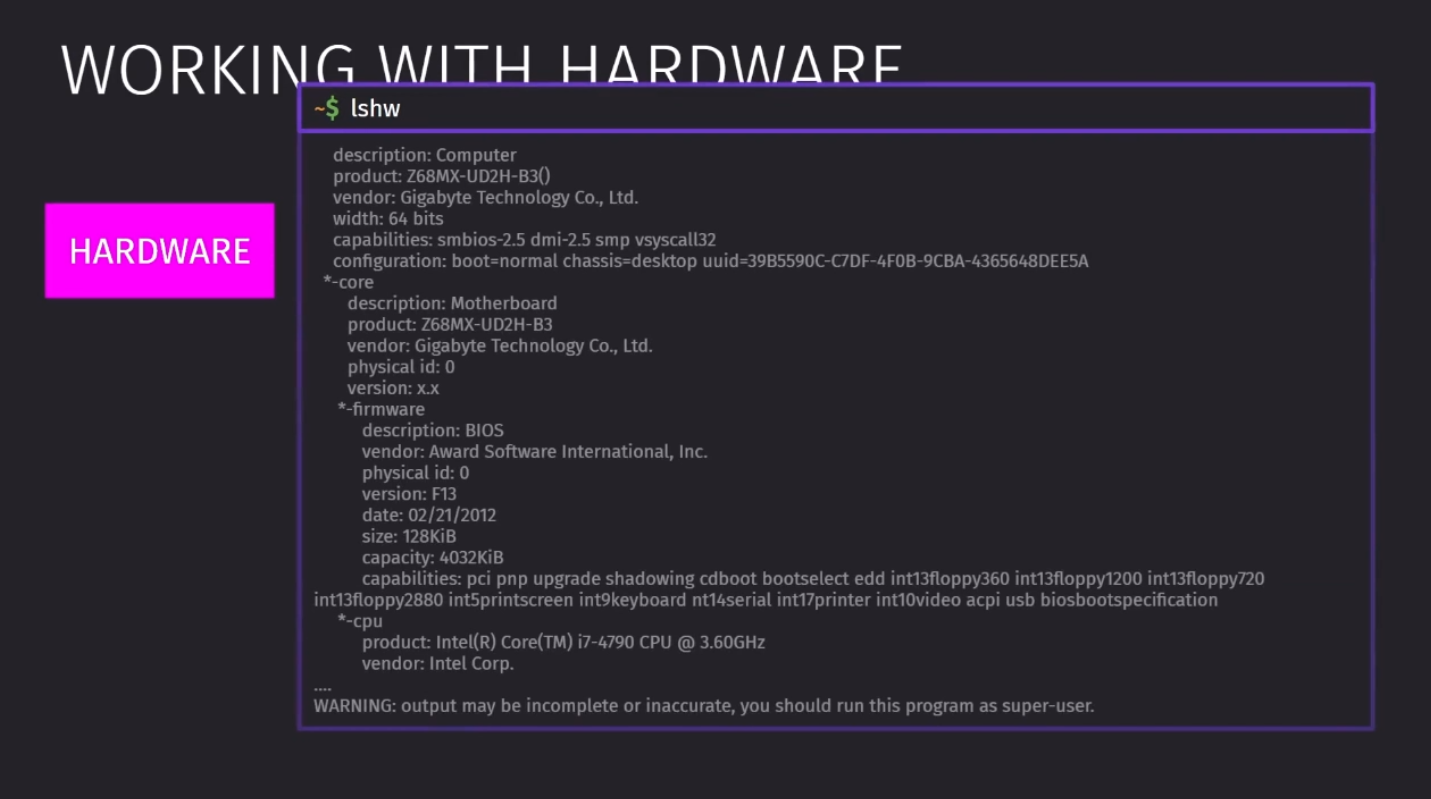 WORKING WITH HARDWARE
~$ lshw
HARDWARE
description: Computer
product: Z68MX-UD2H-B3()
vendor: Gigabyte Technology Co., Ltd.
width: 64 bits
capabilities: smbios-2.5 dmi-2.5 smp vsyscall32
configuration: boot=normal chassis=desktop uuid=39B5590C-C7DF-4F0B-9CBA-4365648DEE5A
*-core
description: Motherboard
product: Z68MX-UD2H-B3
vendor: Gigabyte Technology Co., Ltd.
physical id: 0
version: x.x
*-firmware
description: BIOS
vendor: Award Software International, Inc.
physical id: 0
version: F13
date: 02/21/2012
size: 128KiB
capacity: 4032KiB
capabilities: pci pnp upgrade shadowing cdboot bootselect edd int13floppy360 int13floppy1200 int13floppy720
int13floppy2880 int5printscreen int9keyboard nt14serial int17printer int10video acpi usb biosbootspecification
*-cpu
product: Intel(R) Core(TM) i7-4790 CPU @ 3.60GHz
vendor: Intel Corp.
....
WARNING: output may be incomplete or inaccurate, you should run this program as super-user.